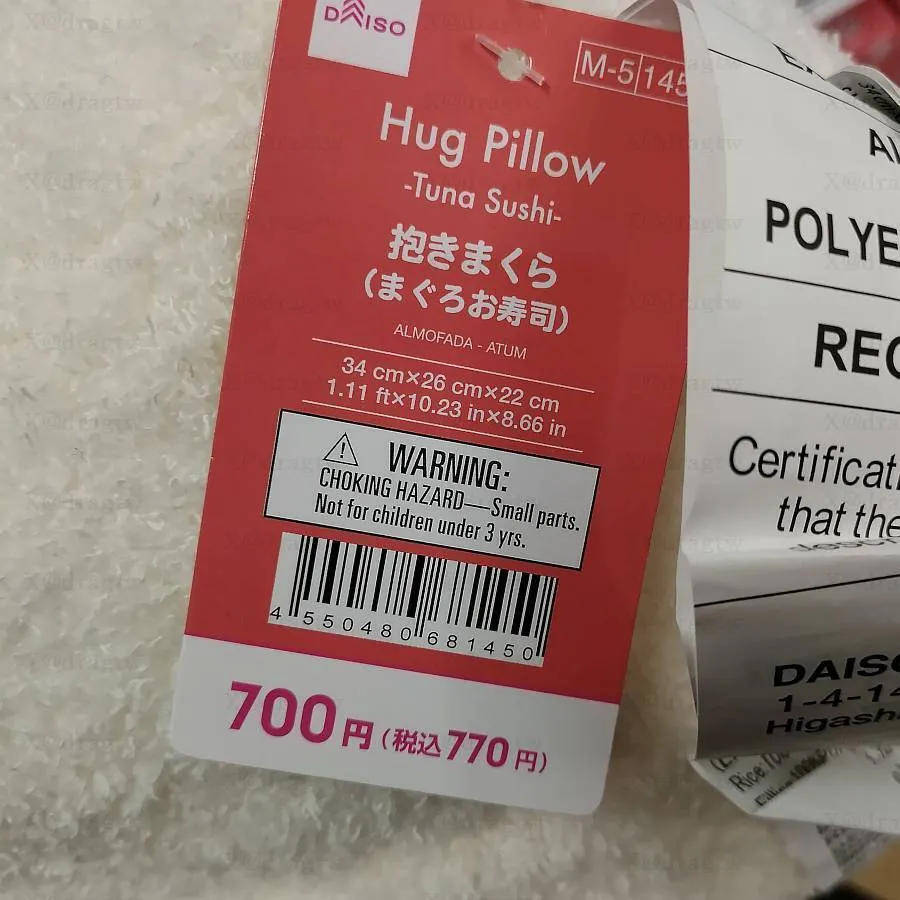 DAISO
M-5 145
Hug Pillow
-Tuna Sushi-
抱きまくら
(まぐろお寿司)
ALMOFADA - ATUM
34 cm×26 cm×22 cm
1.11 ft×10.23 in×8.66 in
WARNING:
CHOKING HAZARD—Small parts.
Not for children under 3 yrs.
4 550480 681450
700円(税込770円)
POLYE
REC
Certificat
that the
DAISO
1-4-14
Higash
X@dragtw